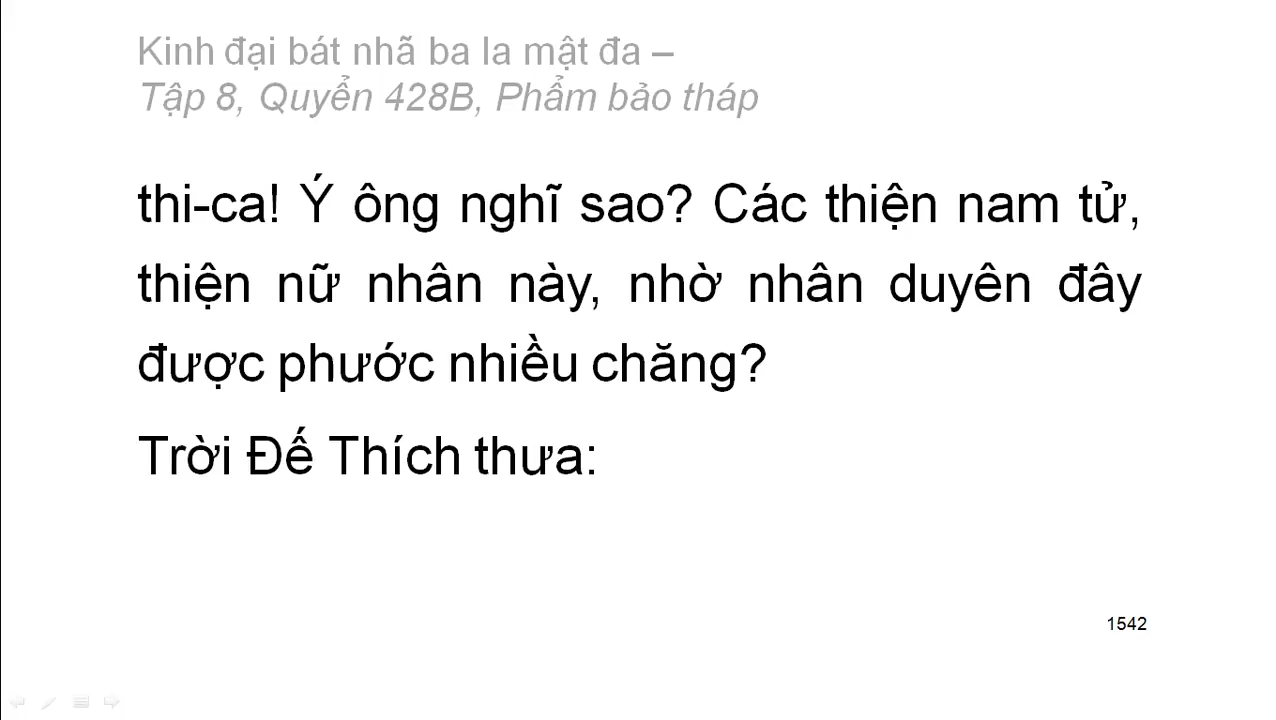 Kinh đại bát nhã ba la mật đa –
Tập 8, Quyển 428B, Phẩm bảo tháp
thi-ca! Ý ông nghĩ sao? Các thiện nam tử,
thiện nữ nhân này, nhờ nhân duyên đây
được phước nhiều chăng?
Trời Đế Thích thưa:
1542